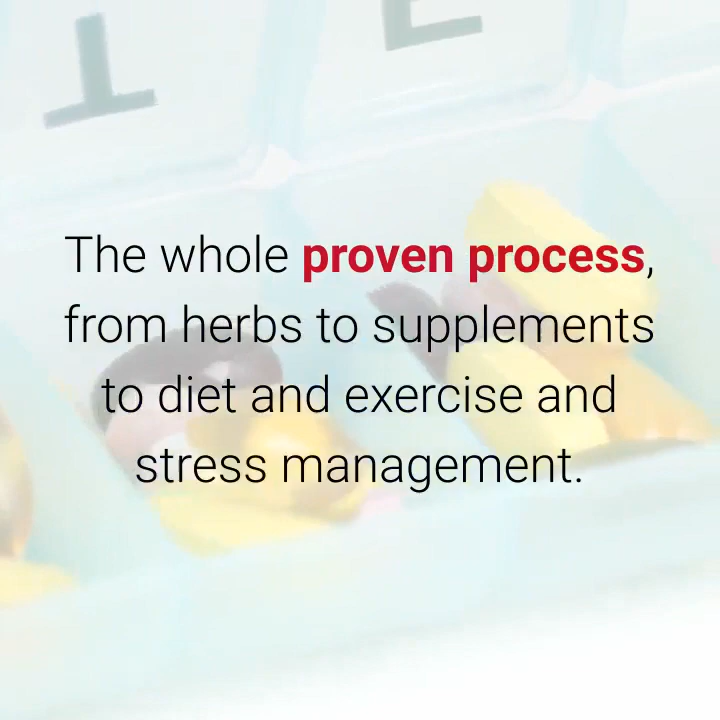 T E
The whole proven process,
from herbs to supplements
to diet and exercise and
stress management.